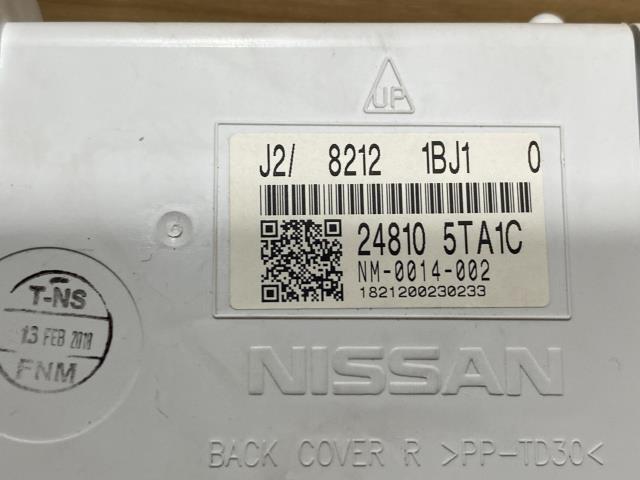 UP
J2/ 8212 1BJ1 0
24810 5TA1C
NM-0014-002
1821200230233
6
T-NS
13 FEB 2018
FNM
NISSAN
BACK COVER R >PP-TD30<